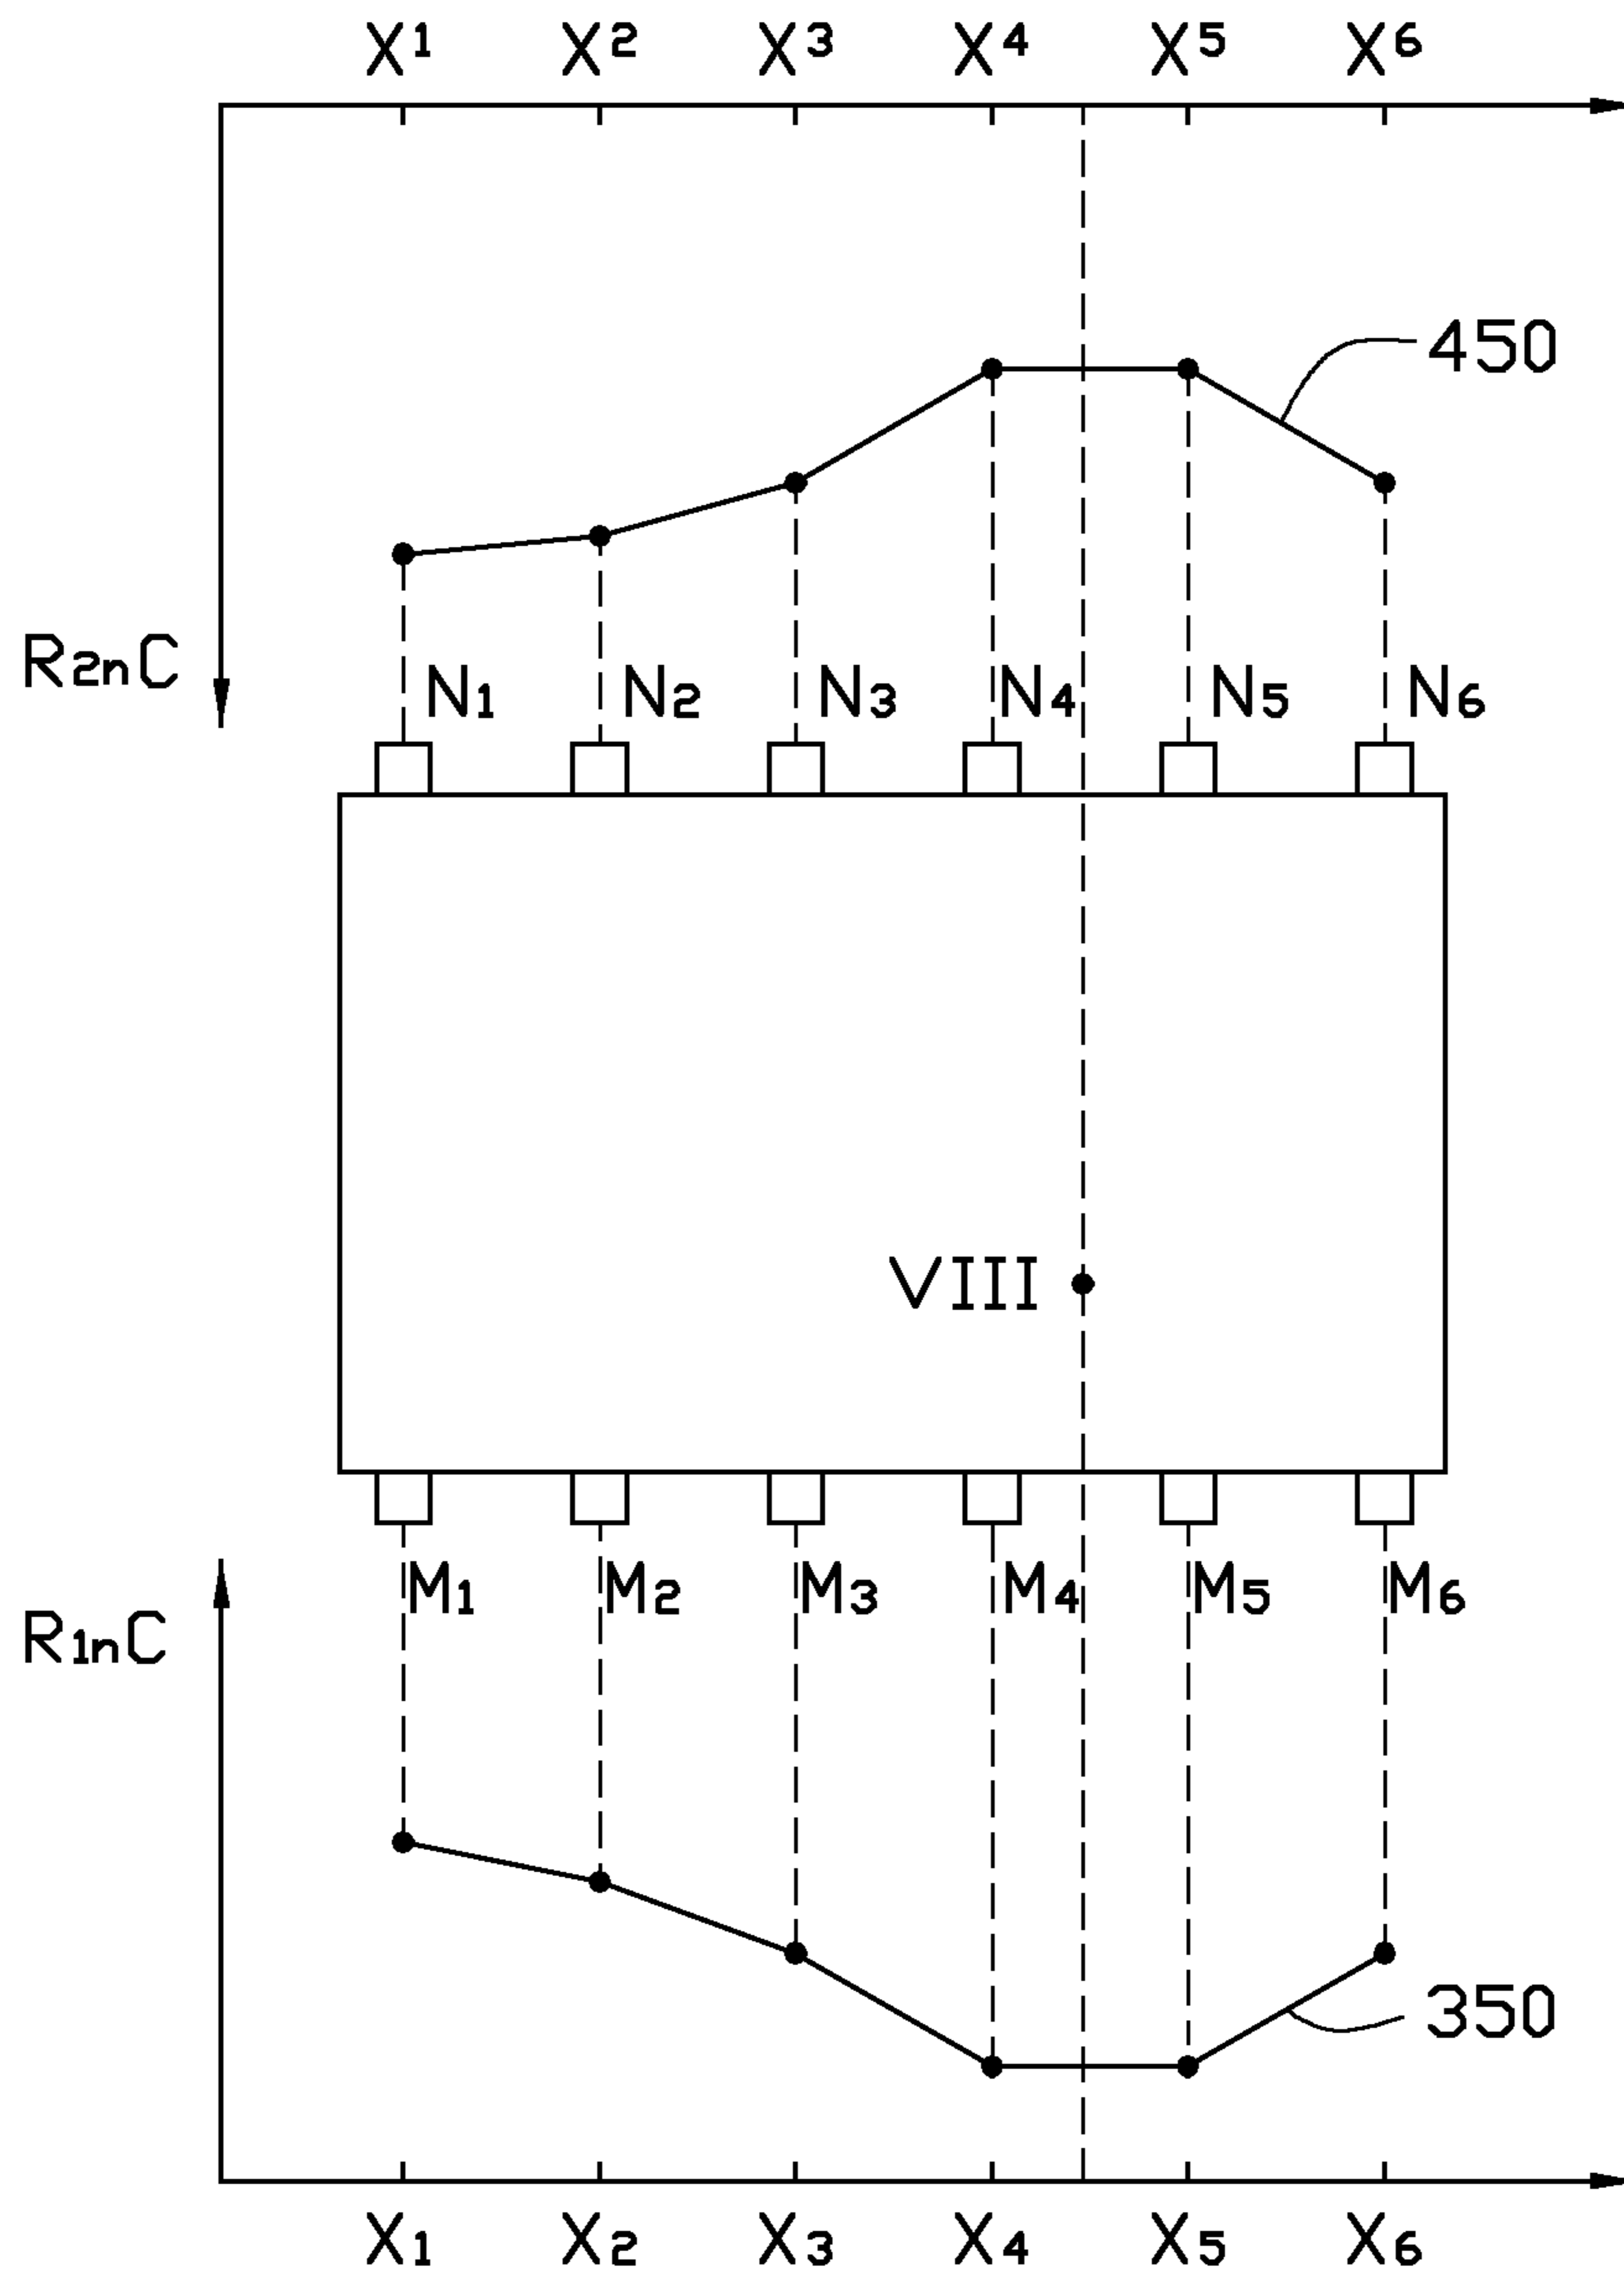 X¹ X² X³ X⁴ X⁵ X⁶
450
R₂nC
N₁ N₂ N₃ N₄ N₅ N₆
VIII
M₁ M₂ M₃ M₄ M₅ M₆
R₁nC
350
X₁ X₂ X₃ X₄ X₅ X₆